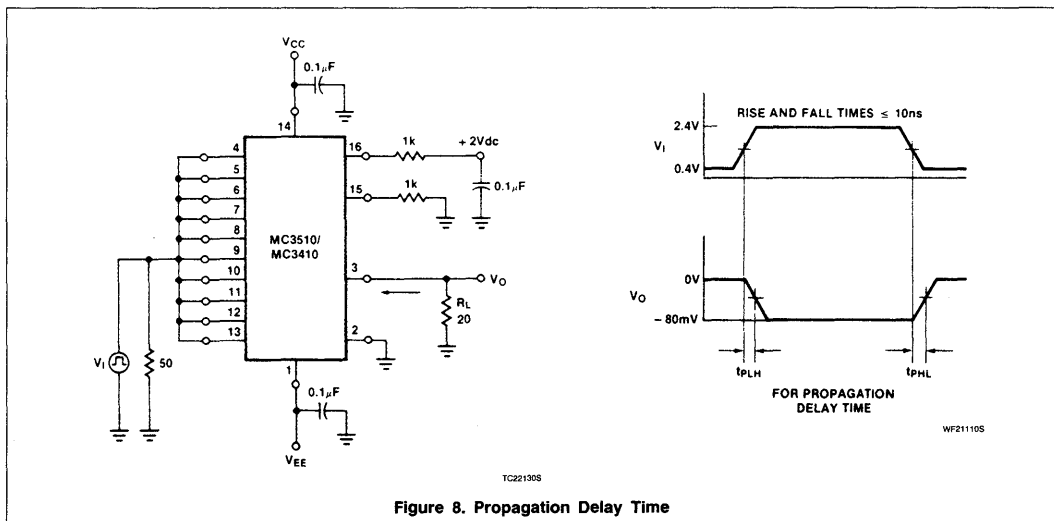 VCC
0.1µF
14
4
5
6
7
8
9
10
11
12
13
16
1k
+ 2Vdc
0.1µF
15
1k
MC3510/
MC3410
3
VO
RL
20
2
VI
50
1
0.1µF
VEE
TC22130S
RISE AND FALL TIMES ≤ 10ns
2.4V
VI
0.4V
0V
VO
− 80mV
tPLH
tPHL
FOR PROPAGATION
DELAY TIME
WF21110S
Figure 8. Propagation Delay Time